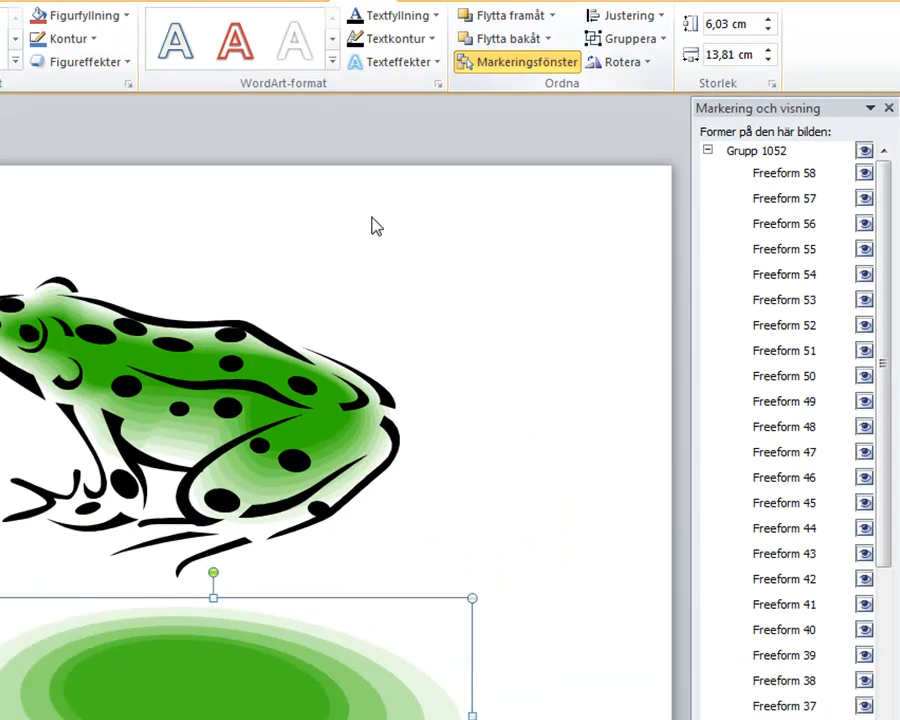 Figurfyllning
Kontur
Figureffekter
A A A
WordArt-format
Textfyllning
Textkontur
Texteffekter
Flytta framåt
Flytta bakåt
Markeringsfönster
Justering
Gruppera
Rotera
Ordna
6,03 cm
13,81 cm
Storlek
Markering och visning
Former på den här bilden:
Grupp 1052
Freeform 58
Freeform 57
Freeform 56
Freeform 55
Freeform 54
Freeform 53
Freeform 52
Freeform 51
Freeform 50
Freeform 49
Freeform 48
Freeform 47
Freeform 46
Freeform 45
Freeform 44
Freeform 43
Freeform 42
Freeform 41
Freeform 40
Freeform 39
Freeform 38
Freeform 37